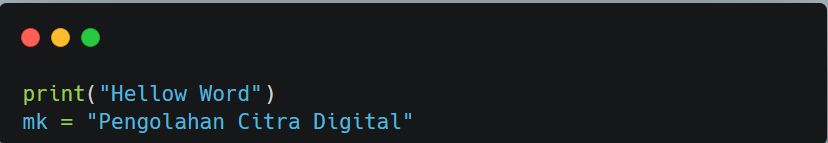 print("Hellow Word")
mk = "Pengolahan Citra Digital"